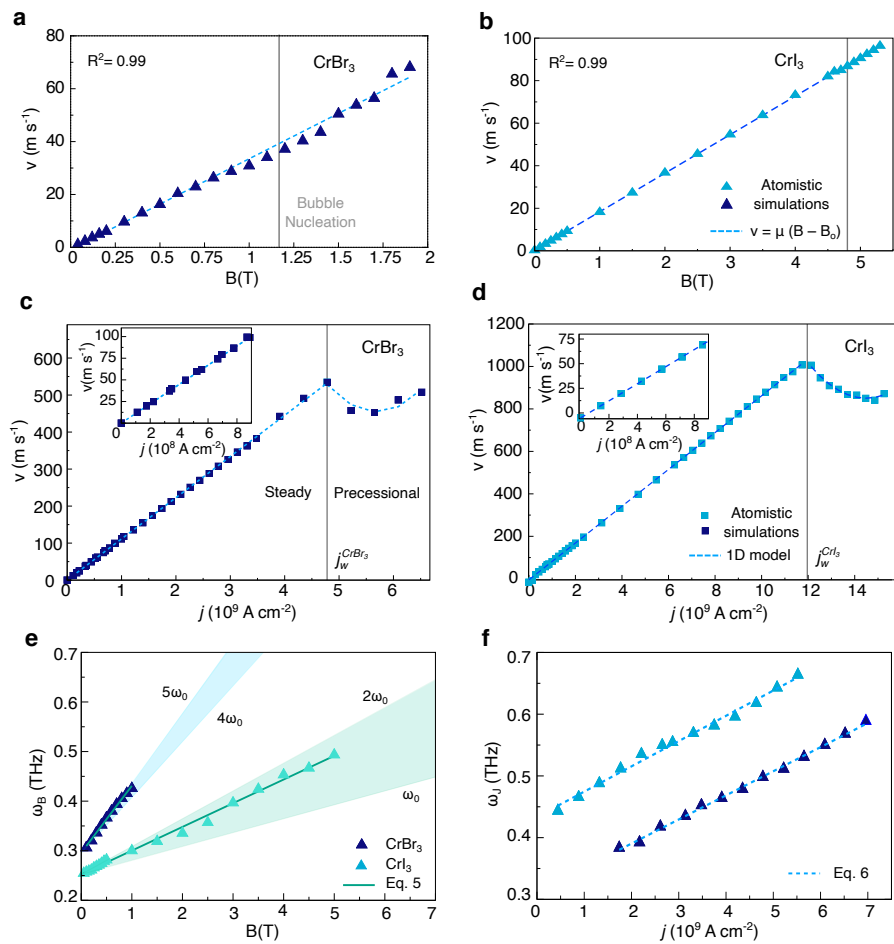 a
R²= 0.99
CrBr₃
Bubble
Nucleation
v (m s⁻¹)
80
60
40
20
0
0
0.25
0.5
0.75
1
1.25
1.5
1.75
2
B(T)
b
R²= 0.99
CrI₃
Atomistic
simulations
v = μ (B – B₀)
v (m s⁻¹)
100
80
60
40
20
0
0
1
2
3
4
5
B(T)
c
CrBr₃
v(m s⁻¹)
100
75
50
25
0
2
4
6
8
j (10⁸ A cm⁻²)
Steady
Precessional
j_w^CrBr₃
v (m s⁻¹)
600
500
400
300
200
100
0
0
1
2
3
4
5
6
j (10⁹ A cm⁻²)
d
CrI₃
v(m s⁻¹)
75
50
25
0
0
2
4
6
8
j (10⁸ A cm⁻²)
Atomistic
simulations
1D model
j_w^CrI₃
v (m s⁻¹)
1200
1000
800
600
400
200
0
0
2
4
6
8
10
12
14
j (10⁹ A cm⁻²)
e
5ω₀
4ω₀
2ω₀
ω₀
CrBr₃
CrI₃
Eq. 5
ω_B (THz)
0.7
0.6
0.5
0.4
0.3
0.2
0
1
2
3
4
5
6
7
B(T)
f
Eq. 6
ω_J (THz)
0.7
0.6
0.5
0.4
0.3
0
1
2
3
4
5
6
7
j (10⁹ A cm⁻²)